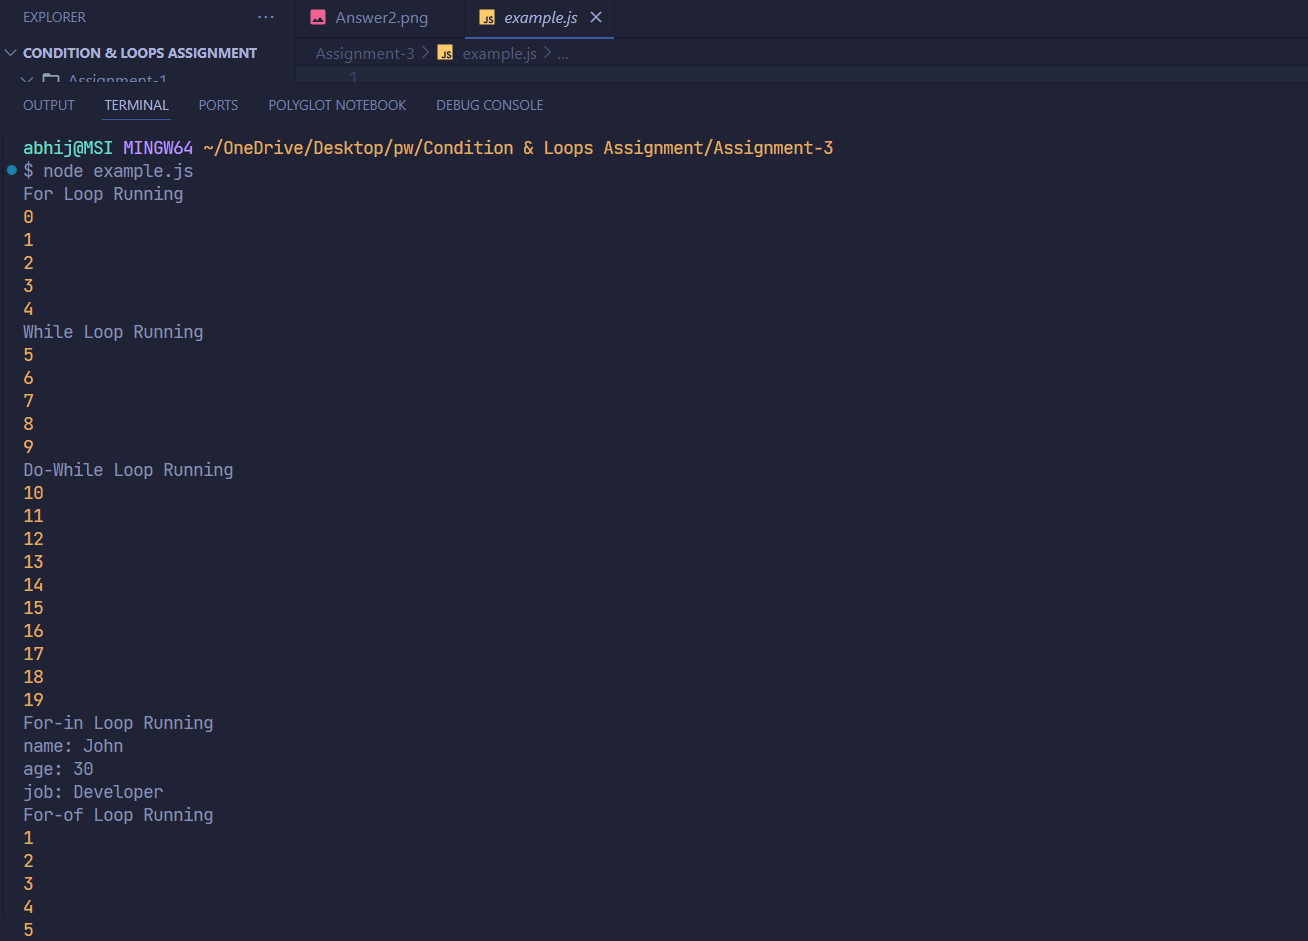 EXPLORER ···
Answer2.png
JS example.js
CONDITION & LOOPS ASSIGNMENT
Assignment-3 > JS example.js > ...
Assignment-1
1
OUTPUT TERMINAL PORTS POLYGLOT NOTEBOOK DEBUG CONSOLE
abhij@MSI MINGW64 ~/OneDrive/Desktop/pw/Condition & Loops Assignment/Assignment-3
$ node example.js
For Loop Running
0
1
2
3
4
While Loop Running
5
6
7
8
9
Do-While Loop Running
10
11
12
13
14
15
16
17
18
19
For-in Loop Running
name: John
age: 30
job: Developer
For-of Loop Running
1
2
3
4
5